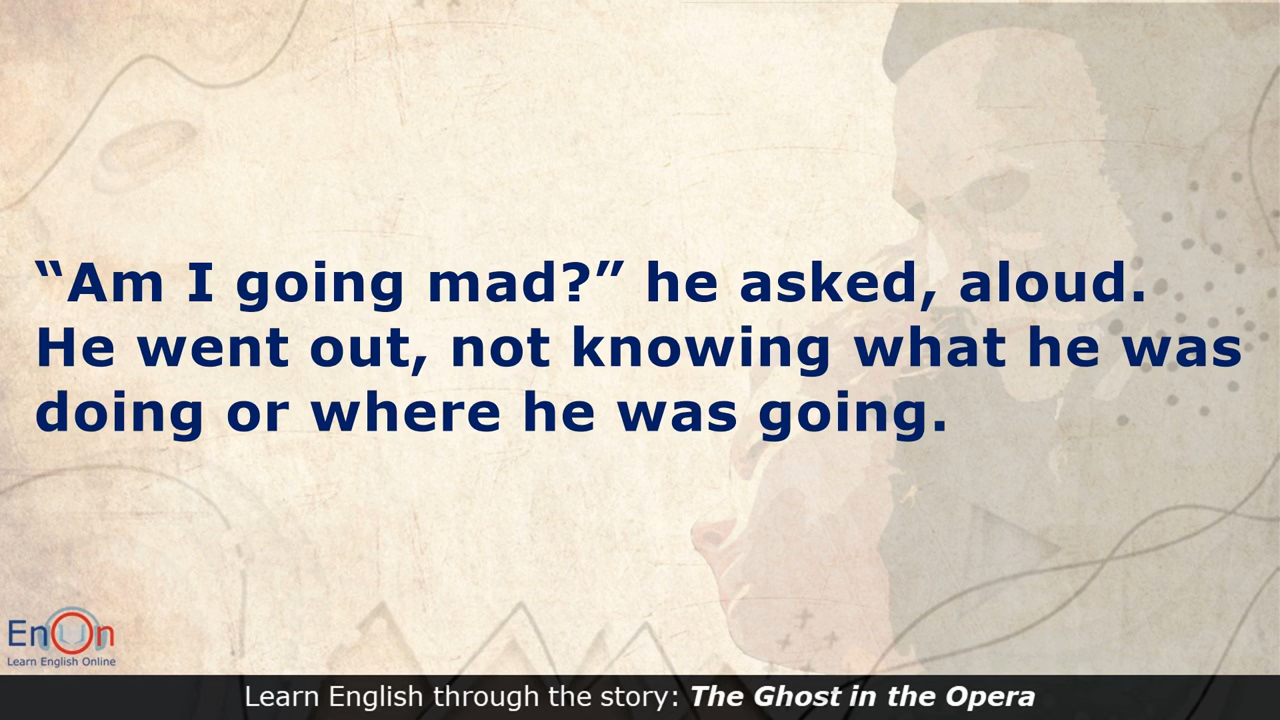 “Am I going mad?” he asked, aloud.
He went out, not knowing what he was
doing or where he was going.
EnOn
Learn English Online
Learn English through the story: The Ghost in the Opera